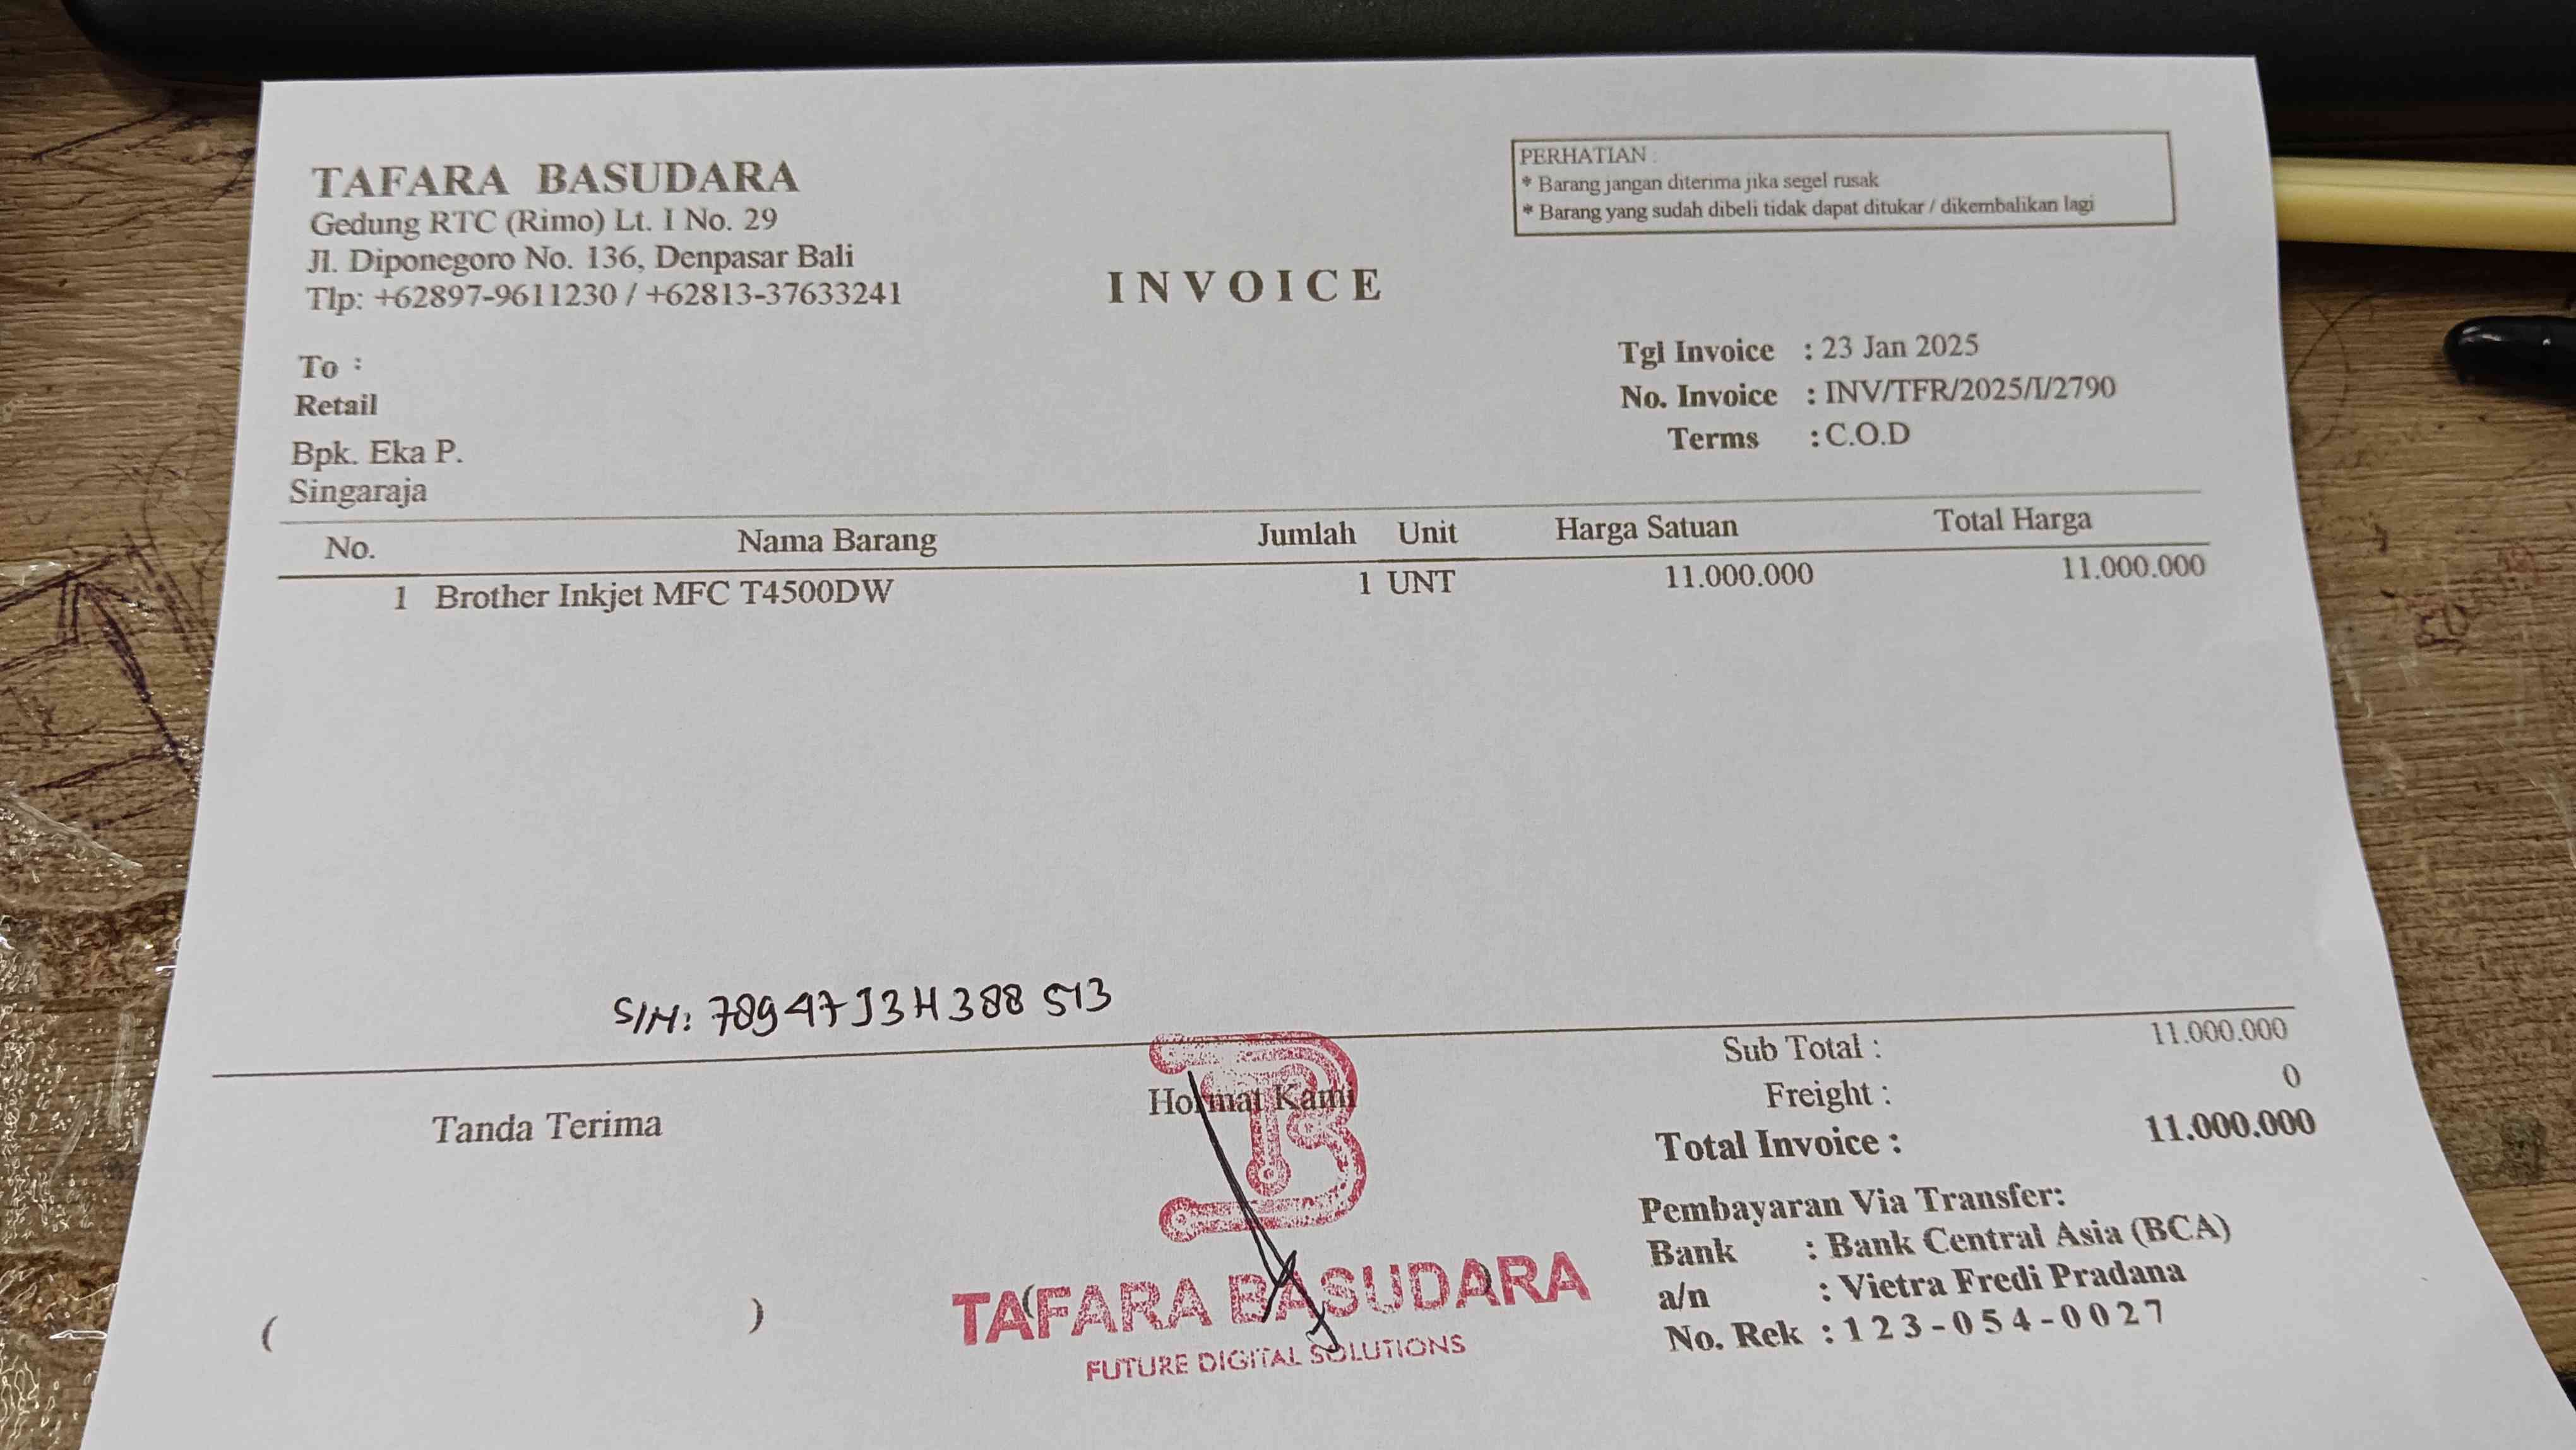 TAFARA BASUDARA
Gedung RTC (Rimo) Lt. I No. 29
Jl. Diponegoro No. 136, Denpasar Bali
Tlp: +62897-9611230 / +62813-37633241
PERHATIAN :
* Barang jangan diterima jika segel rusak
* Barang yang sudah dibeli tidak dapat ditukar / dikembalikan lagi
INVOICE
To :
Retail
Bpk. Eka P.
Singaraja
Tgl Invoice : 23 Jan 2025
No. Invoice : INV/TFR/2025/I/2790
Terms : C.O.D
No. Nama Barang Jumlah Unit Harga Satuan Total Harga
1 Brother Inkjet MFC T4500DW 1 UNT 11.000.000 11.000.000
S/N: 78947J3H388513
Sub Total : 11.000.000
Freight : 0
Total Invoice : 11.000.000
Tanda Terima
( )
Hormat Kami
( )
TB
TAFARA BASUDARA
FUTURE DIGITAL SOLUTIONS
Pembayaran Via Transfer:
Bank : Bank Central Asia (BCA)
a/n : Vietra Fredi Pradana
No. Rek : 123-054-0027